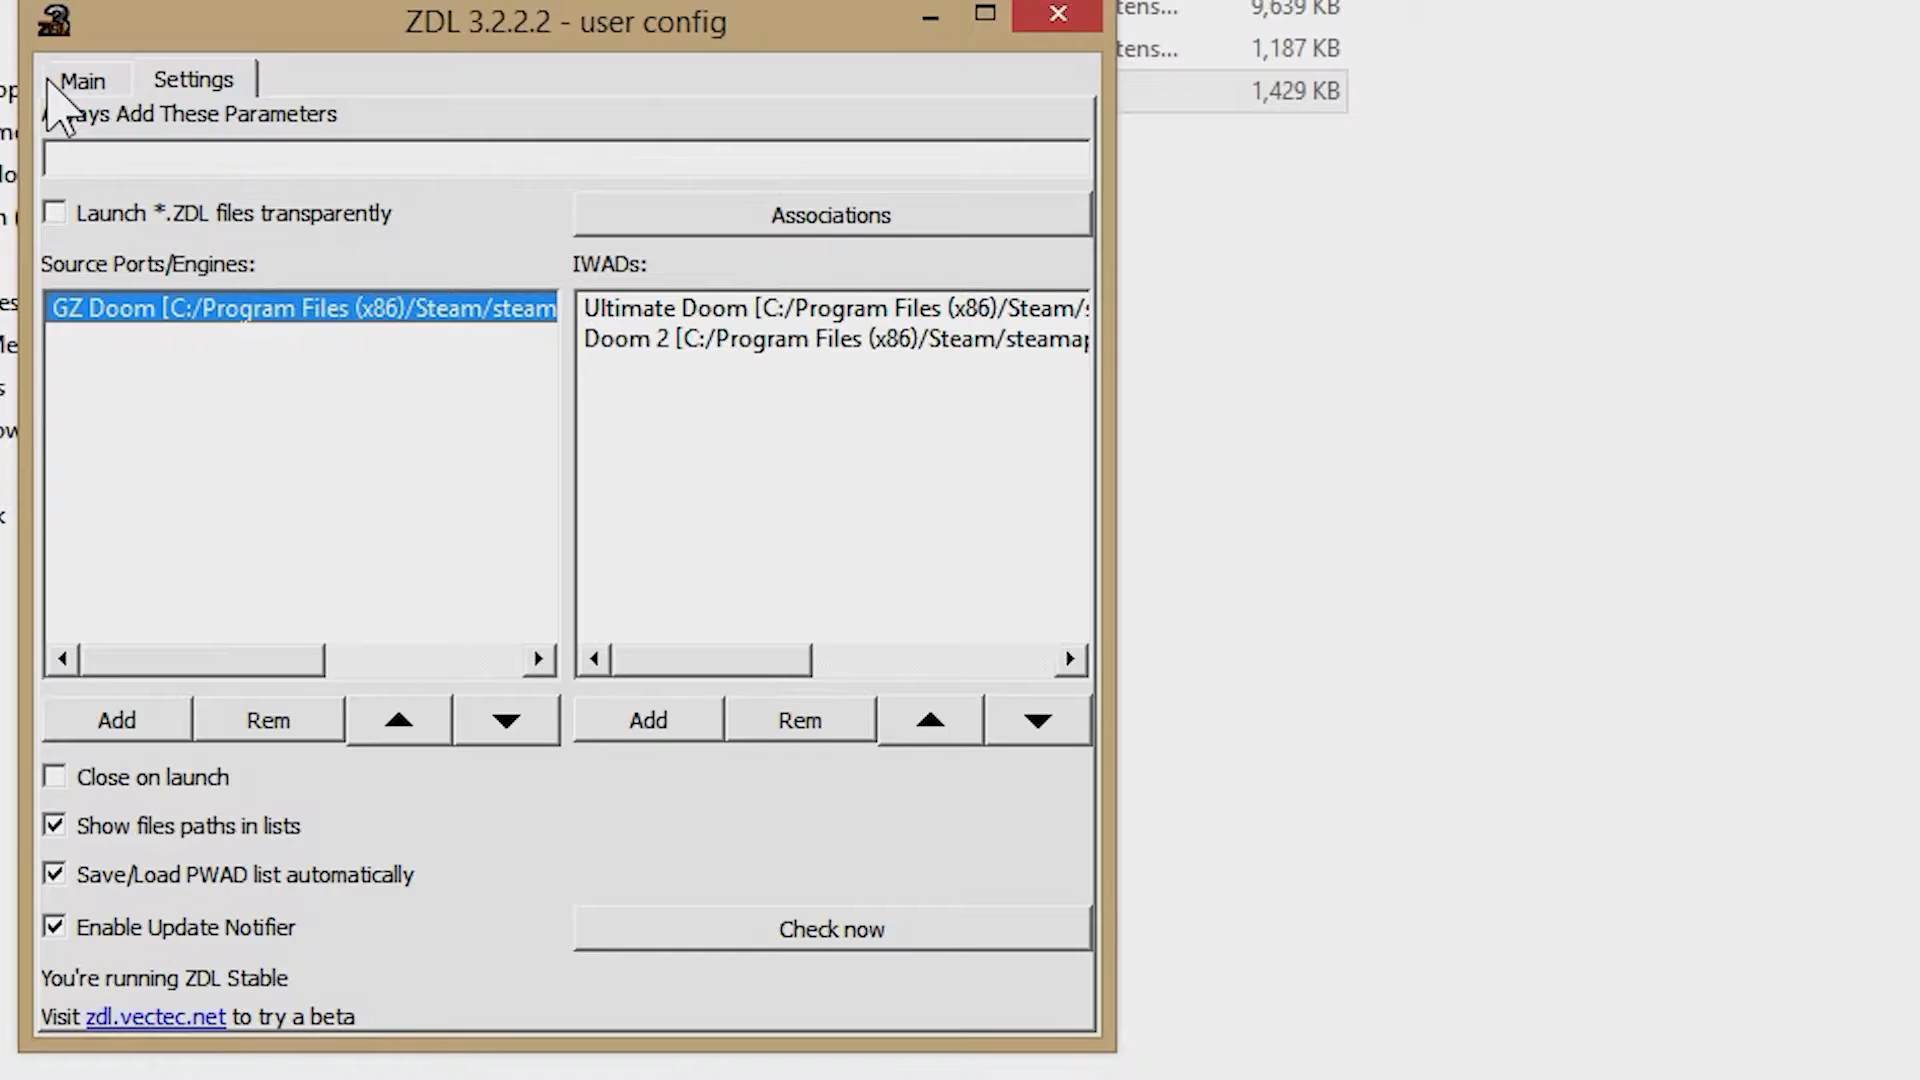 ZDL 3.2.2.2 - user config
tens... 9,639 KB
tens... 1,187 KB
1,429 KB
Main Settings
Add These Parameters
Launch *.ZDL files transparently
Associations
Source Ports/Engines:
IWADs:
GZ Doom [C:/Program Files (x86)/Steam/steam
Ultimate Doom [C:/Program Files (x86)/Steam/s
Doom 2 [C:/Program Files (x86)/Steam/steamap
Add Rem
Add Rem
Close on launch
Show files paths in lists
Save/Load PWAD list automatically
Enable Update Notifier
Check now
You're running ZDL Stable
Visit zdl.vectec.net to try a beta